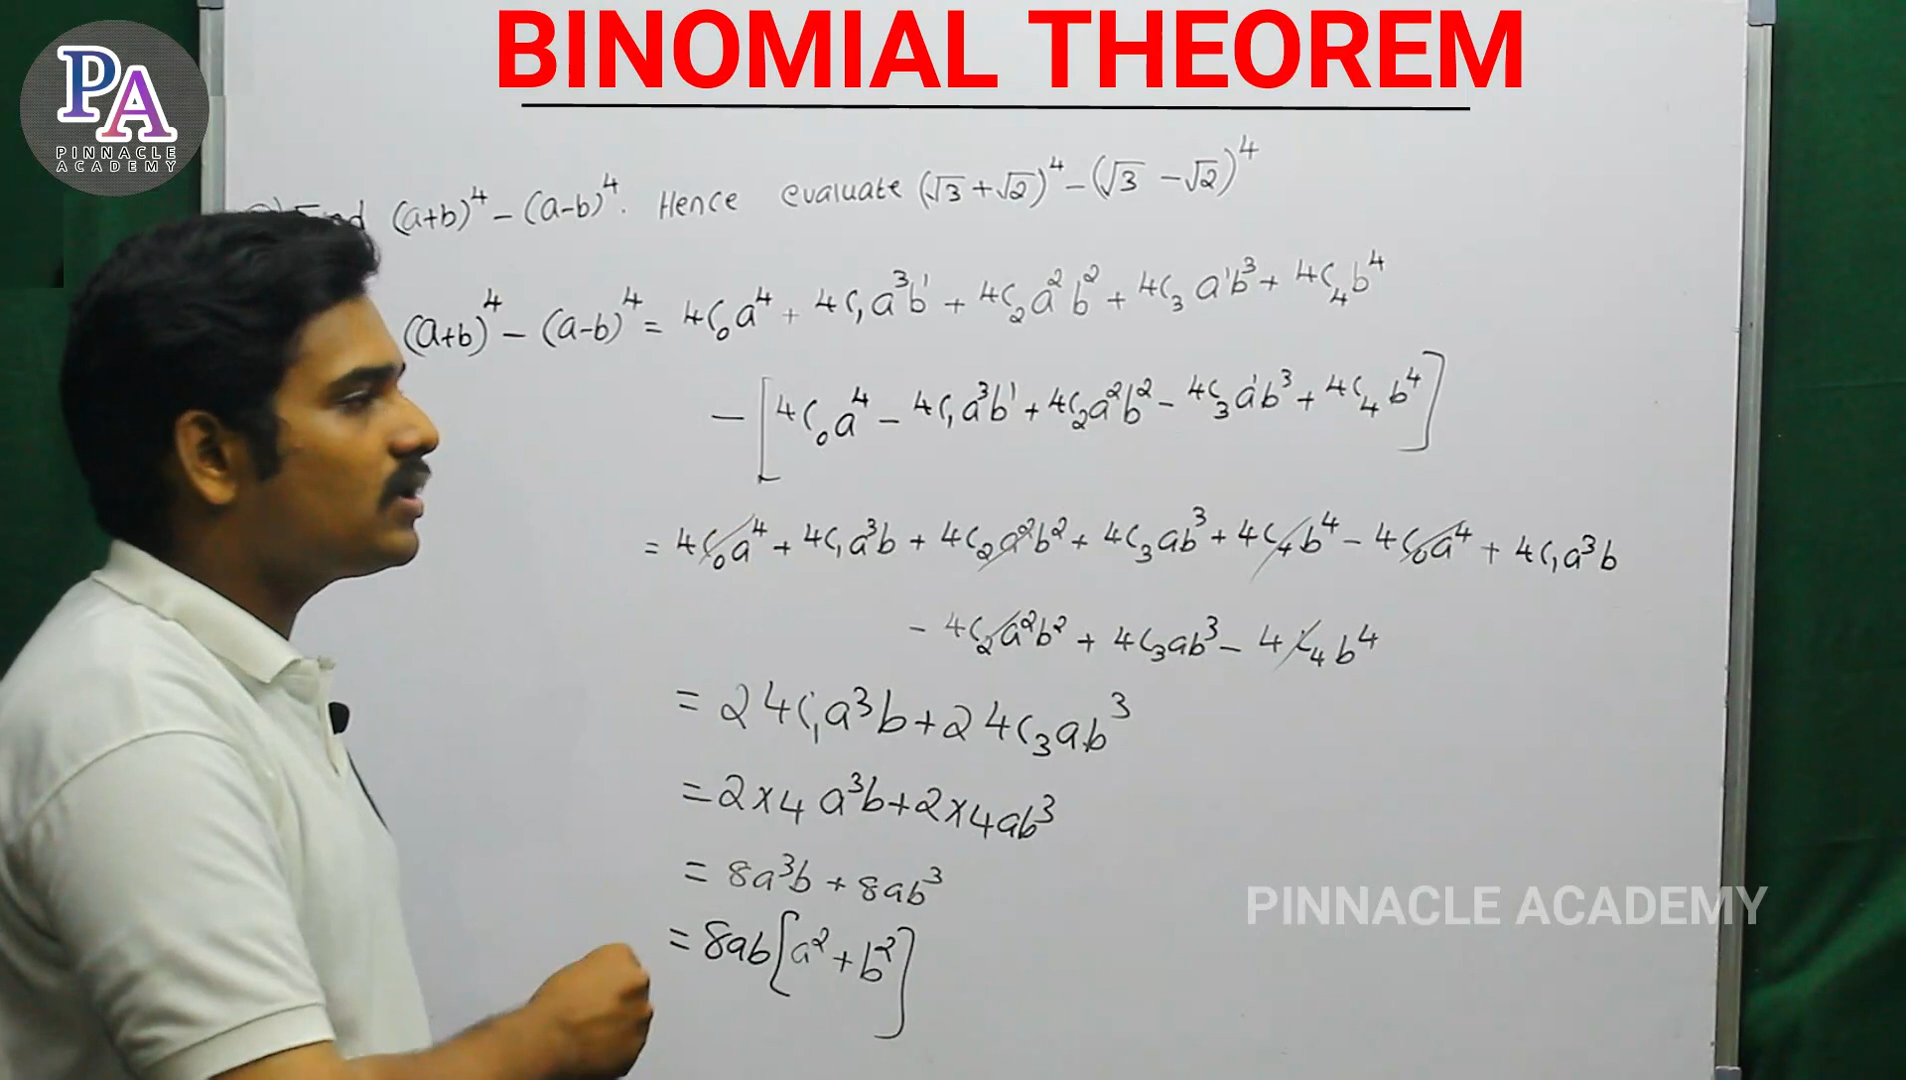 BINOMIAL THEOREM
PA
PINNACLE
ACADEMY
Find (a+b)⁴ – (a-b)⁴. Hence evaluate (√3 + √2)⁴ – (√3 – √2)⁴
(a+b)⁴ – (a-b)⁴ = 4C₀a⁴ + 4C₁a³b¹ + 4C₂a²b² + 4C₃a¹b³ + 4C₄b⁴
– [4C₀a⁴ – 4C₁a³b¹ + 4C₂a²b² – 4C₃a¹b³ + 4C₄b⁴]
= 4C₀a⁴ + 4C₁a³b + 4C₂a²b² + 4C₃ab³ + 4C₄b⁴ – 4C₀a⁴ + 4C₁a³b
– 4C₂a²b² + 4C₃ab³ – 4C₄b⁴
= 2 4C₁a³b + 2 4C₃ab³
= 2×4 a³b + 2×4ab³
= 8a³b + 8ab³
= 8ab[a² + b²]
PINNACLE ACADEMY